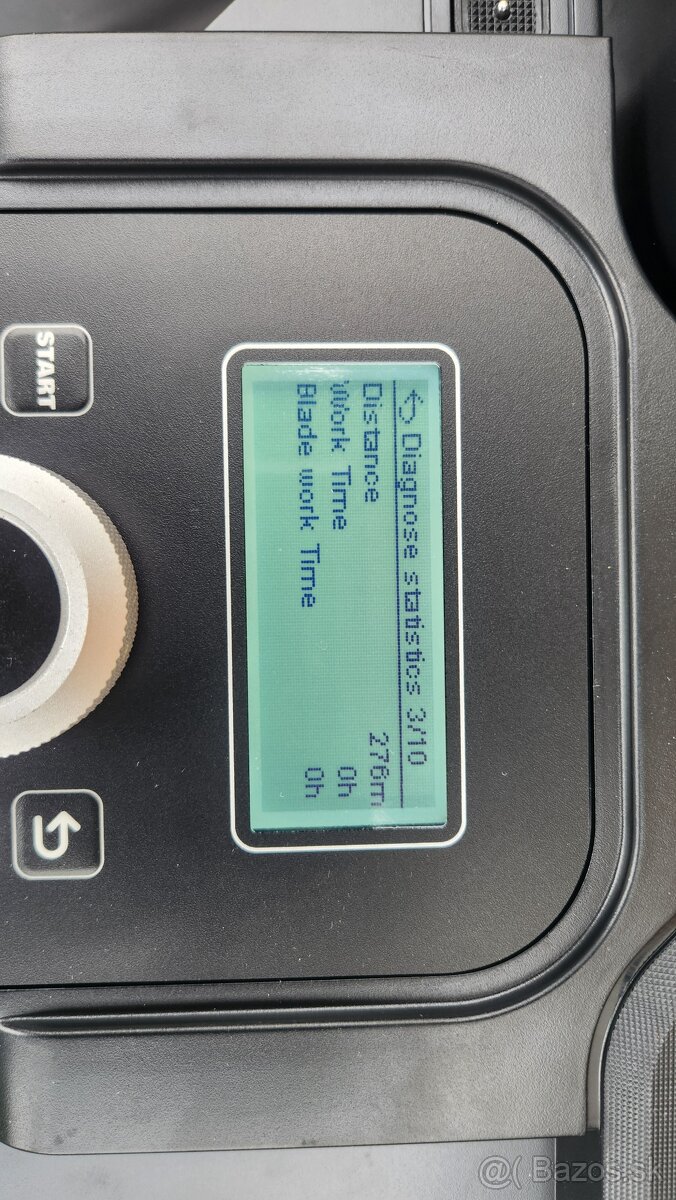 Diagnose statistics 3/10
Distance 276m
Work Time 0h
Blade work Time 0h
START
@( Bazos.sk